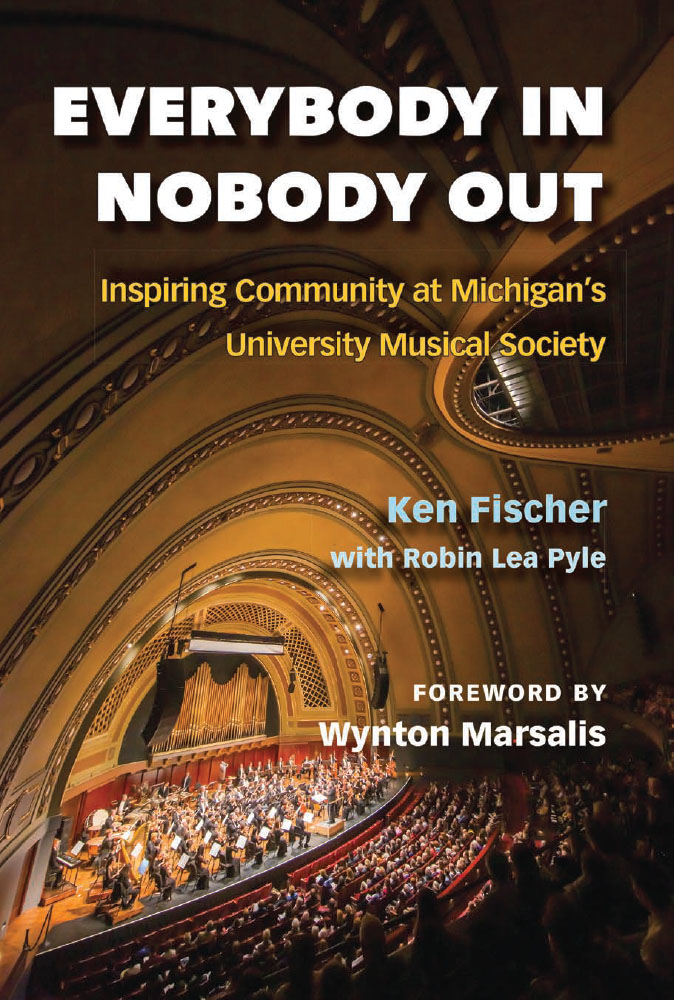 EVERYBODY IN
NOBODY OUT
Inspiring Community at Michigan's
University Musical Society
Ken Fischer
with Robin Lea Pyle
FOREWORD BY
Wynton Marsalis